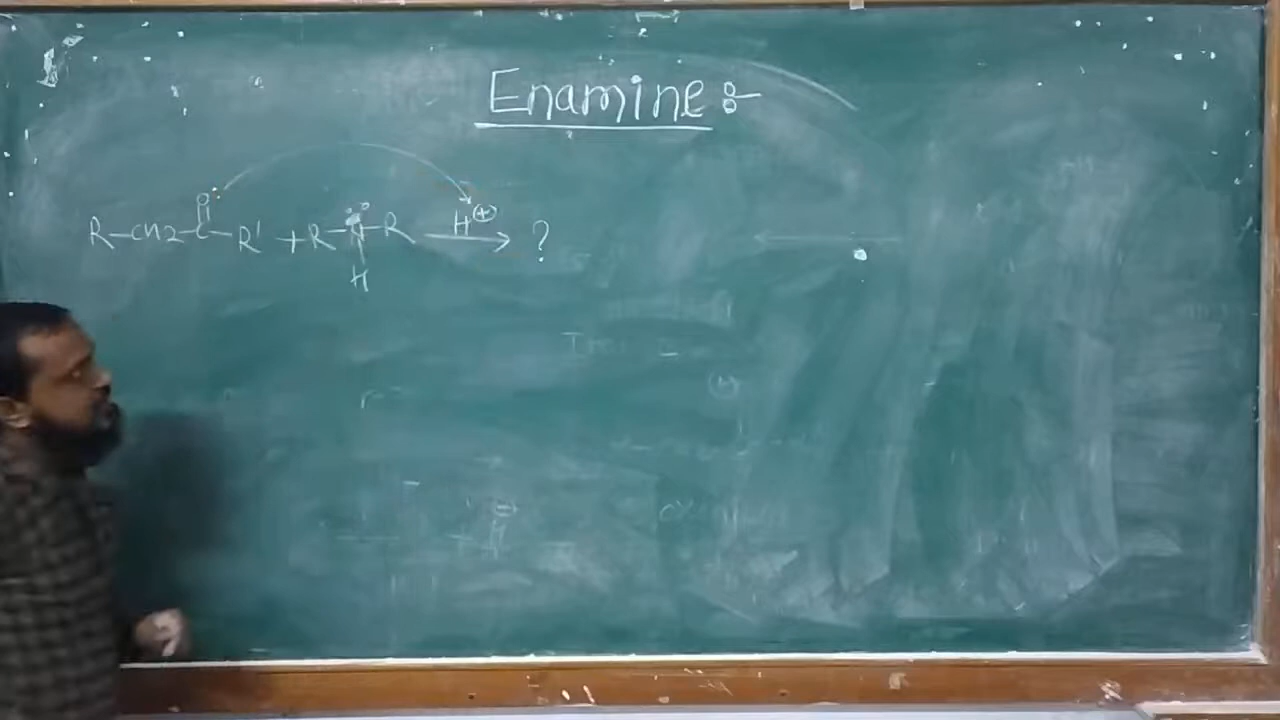 Enamine :-
O
R-CH2-C-R' + R-N-R H⊕ → ?
H